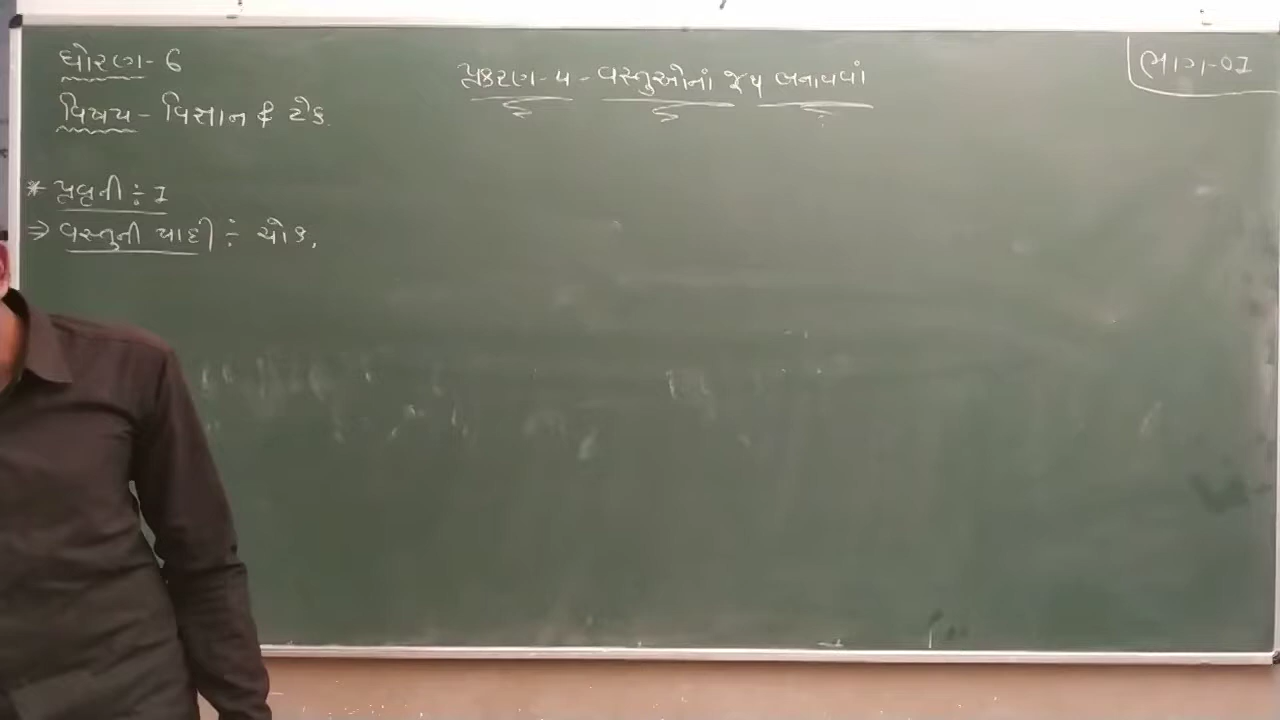 ધોરણ-6
વિષય - વિજ્ઞાન & ટેક.
પ્રકરણ-4 - વસ્તુઓનાં જૂથ બનાવવાં
ભાગ-01
* પ્રવૃતી ÷ 1
⇒ વસ્તુની યાદી ÷ ચોક,